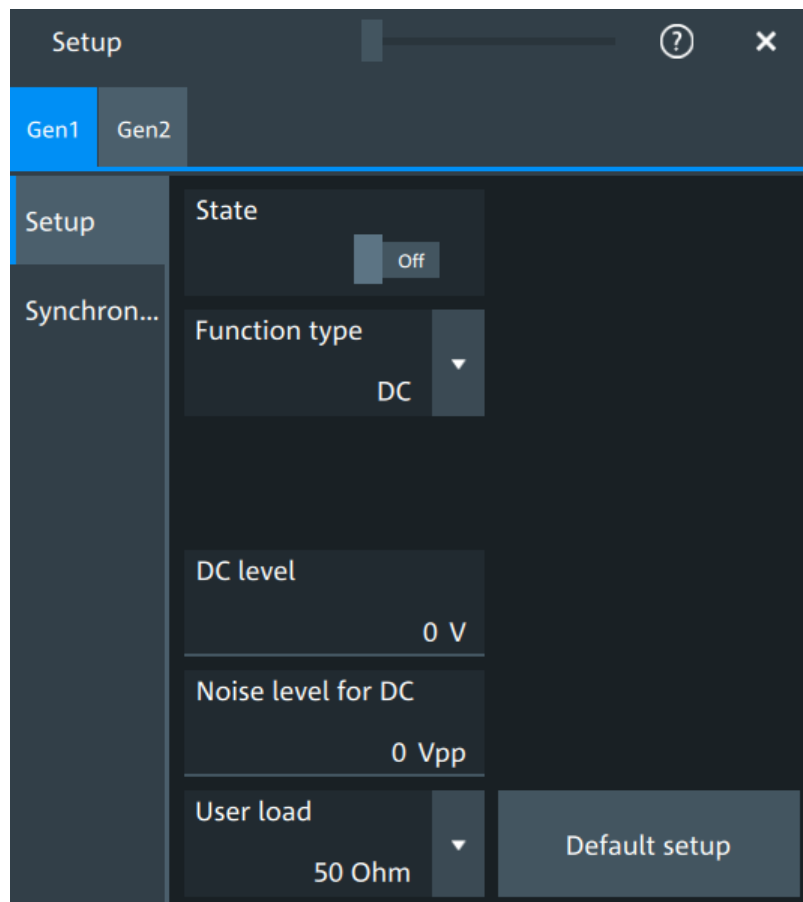 Setup
?
Gen1 Gen2
Setup
Synchron...
State
Off
Function type
DC
DC level
0 V
Noise level for DC
0 Vpp
User load
50 Ohm
Default setup